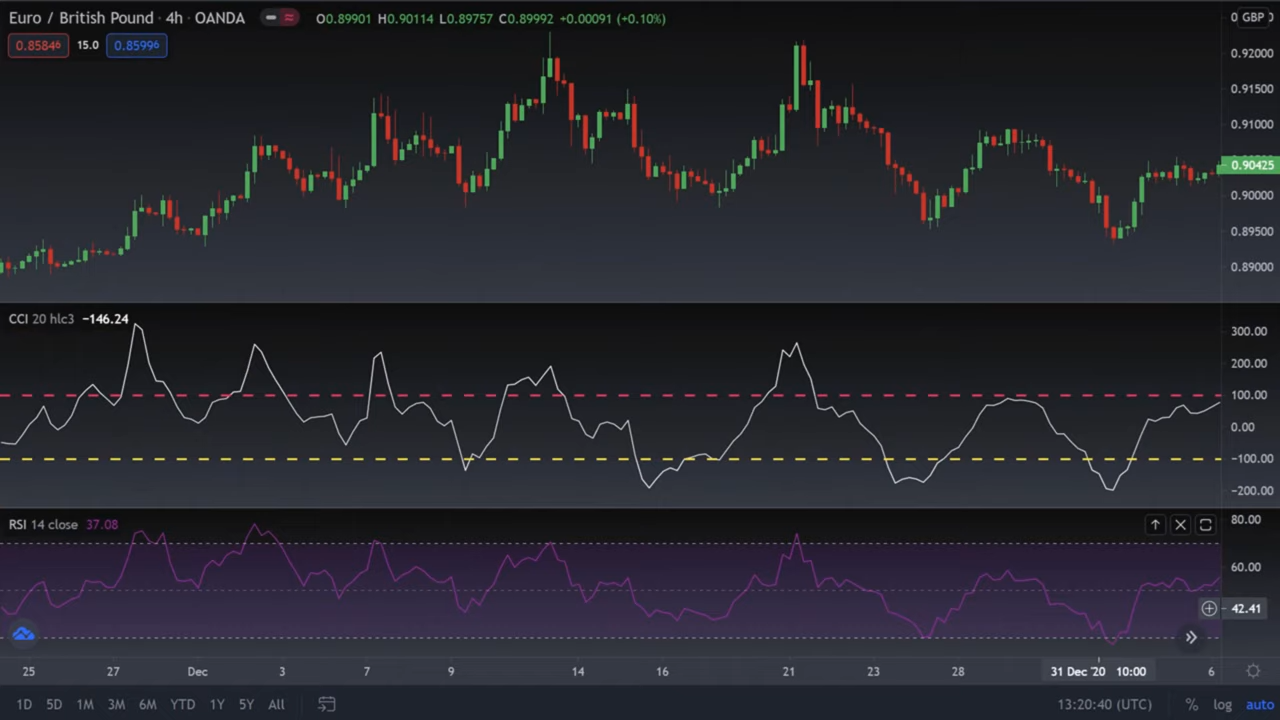 Euro / British Pound · 4h · OANDA O0.89901 H0.90114 L0.89757 C0.89992 +0.00091 (+0.10%)
GBP
0.85846 15.0 0.85996
0.92000
0.91500
0.91000
0.90425
0.90000
0.89500
0.89000
CCI 20 hlc3 −146.24
300.00
200.00
100.00
0.00
−100.00
−200.00
RSI 14 close 37.08
80.00
60.00
42.41
25 27 Dec 3 7 9 14 16 21 23 28 31 Dec '20 10:00 6
1D 5D 1M 3M 6M YTD 1Y 5Y All 13:20:40 (UTC) % log auto